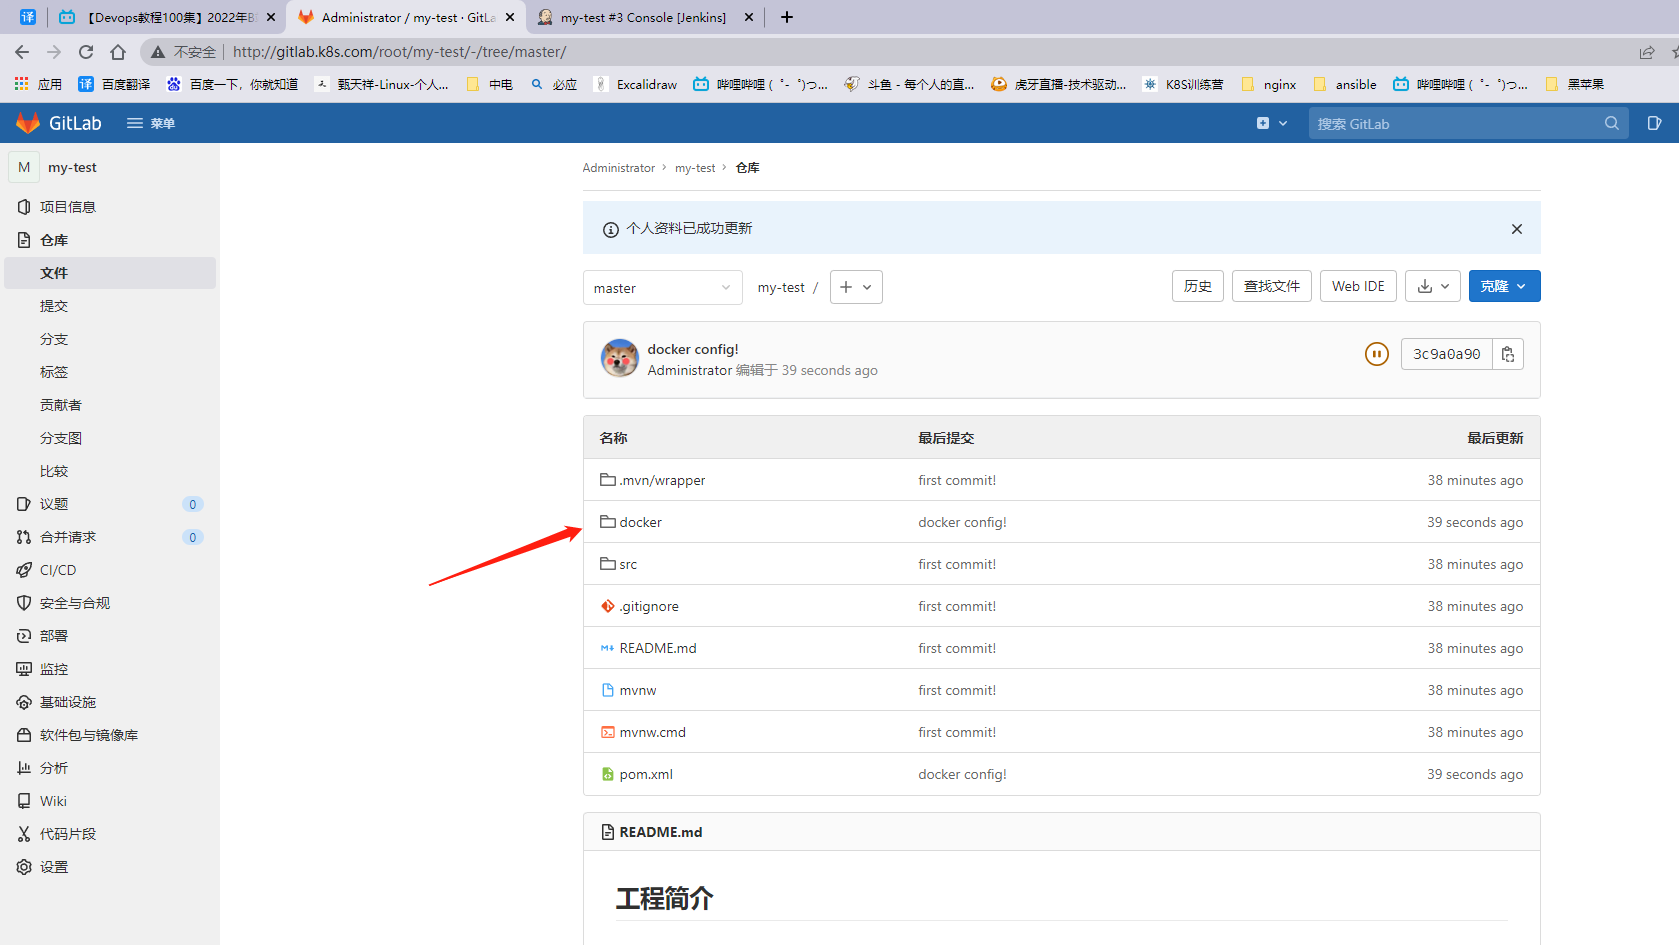 译
【Devops教程100集】2022年B
Administrator / my-test · GitLa
my-test #3 Console [Jenkins]
不安全
http://gitlab.k8s.com/root/my-test/-/tree/master/
应用
译 百度翻译
百度一下，你就知道
甄天祥-Linux-个人...
中电
必应
Excalidraw
哔哩哔哩 (゜-゜)つ...
斗鱼 - 每个人的直...
虎牙直播-技术驱动...
K8S训练营
nginx
ansible
哔哩哔哩 (゜-゜)つ...
黑苹果
GitLab
菜单
搜索 GitLab
M my-test
项目信息
仓库
文件
提交
分支
标签
贡献者
分支图
比较
议题 0
合并请求 0
CI/CD
安全与合规
部署
监控
基础设施
软件包与镜像库
分析
Wiki
代码片段
设置
Administrator › my-test › 仓库
个人资料已成功更新
master
my-test /
历史
查找文件
Web IDE
克隆
docker config!
Administrator 编辑于 39 seconds ago
3c9a0a90
名称 最后提交 最后更新
.mvn/wrapper first commit! 38 minutes ago
docker docker config! 39 seconds ago
src first commit! 38 minutes ago
.gitignore first commit! 38 minutes ago
README.md first commit! 38 minutes ago
mvnw first commit! 38 minutes ago
mvnw.cmd first commit! 38 minutes ago
pom.xml docker config! 39 seconds ago
README.md
工程简介